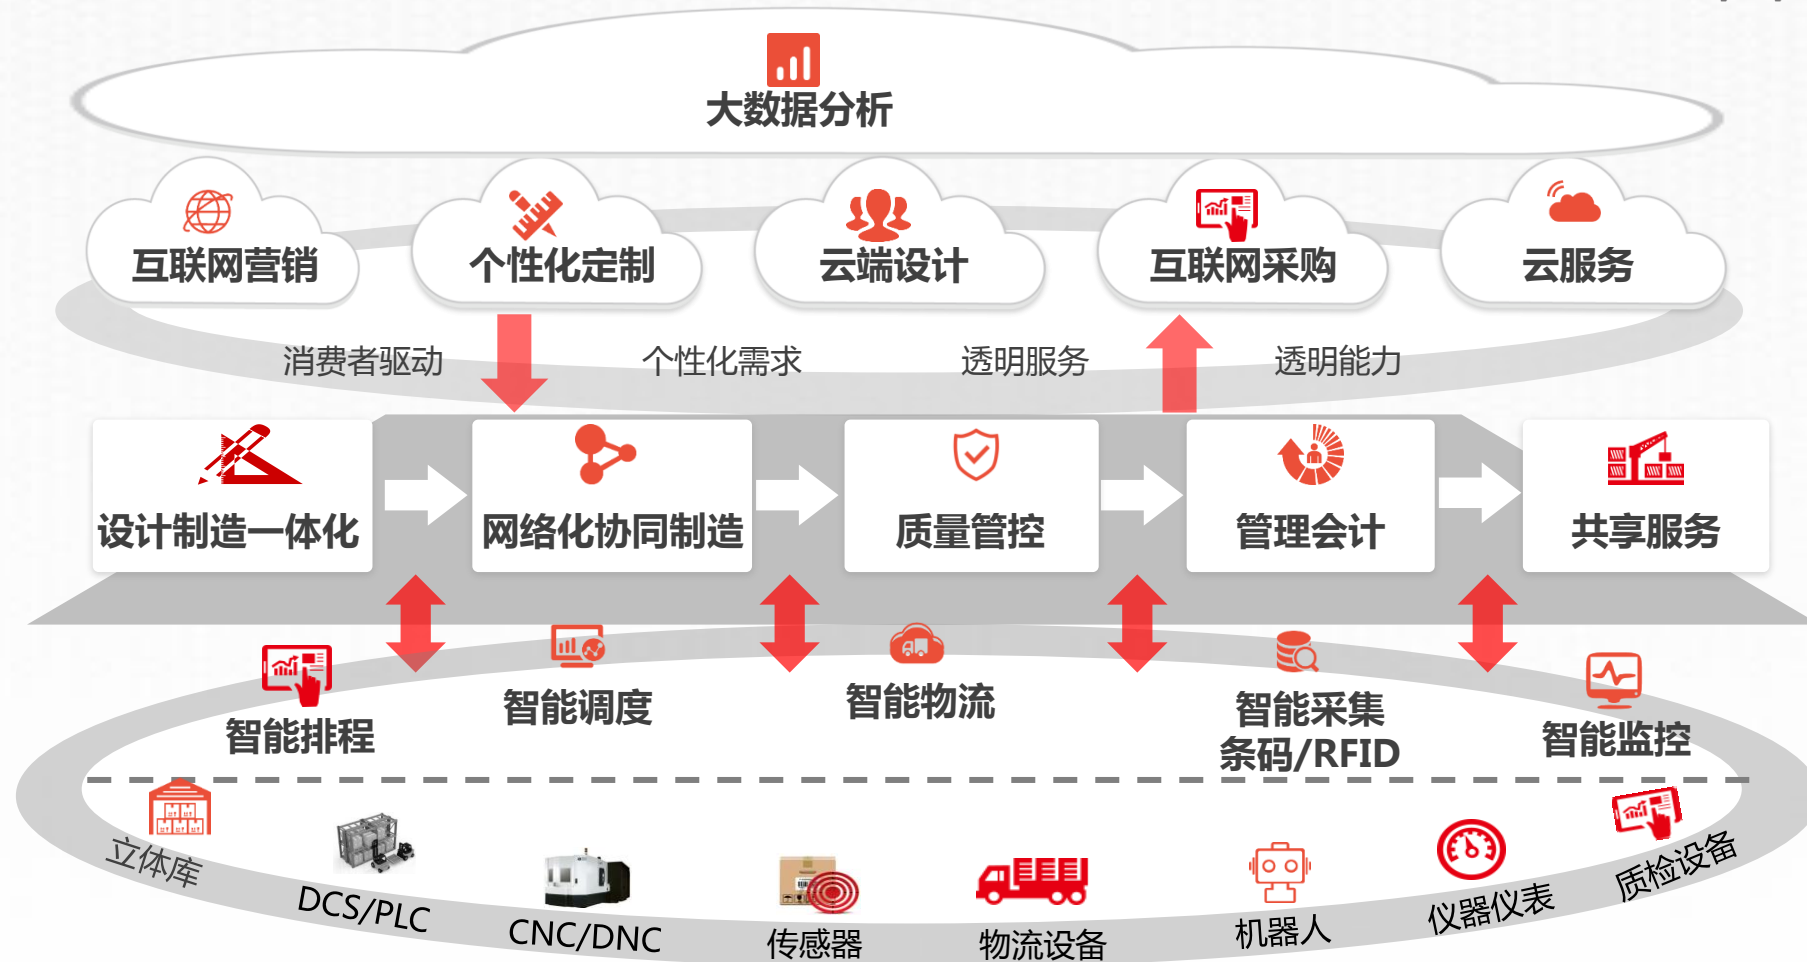 大数据分析
互联网营销
个性化定制
云端设计
互联网采购
云服务
消费者驱动
个性化需求
透明服务
透明能力
设计制造一体化
网络化协同制造
质量管控
管理会计
共享服务
智能排程
智能调度
智能物流
智能采集
条码/RFID
智能监控
立体库
DCS/PLC
CNC/DNC
传感器
物流设备
机器人
仪器仪表
质检设备